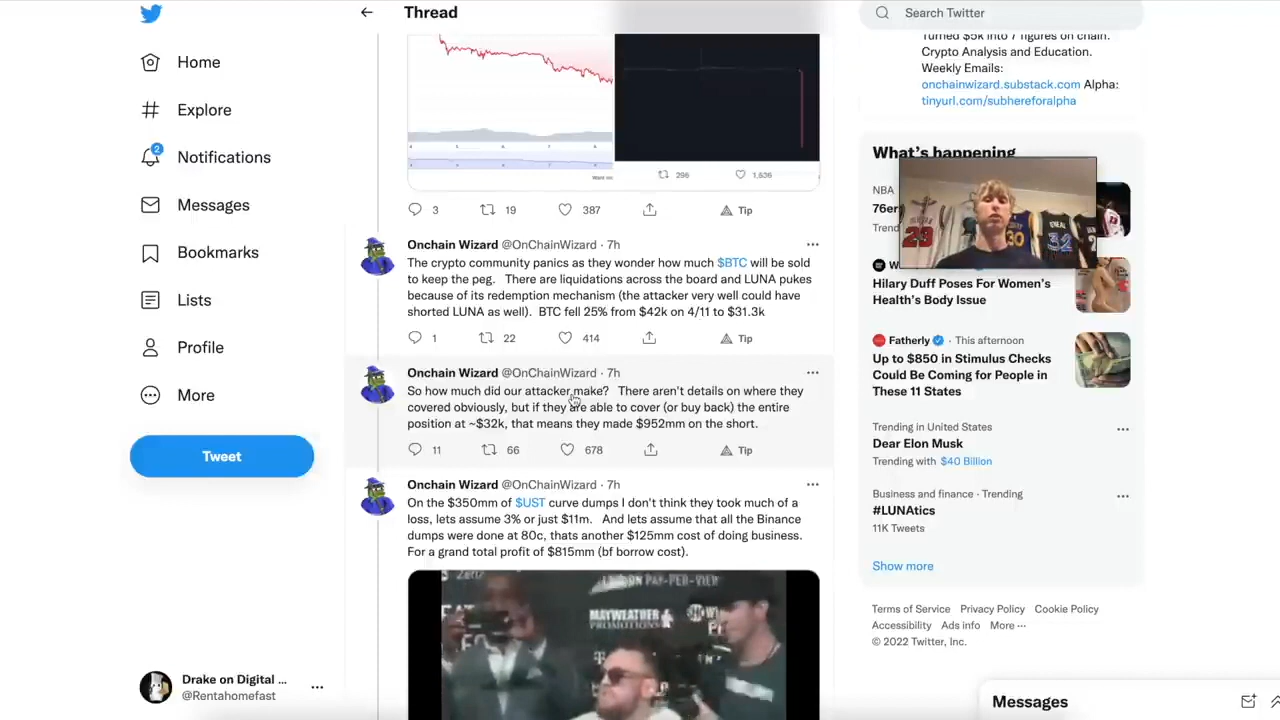 Thread
Search Twitter
Home
Explore
2
Notifications
Messages
Bookmarks
Lists
Profile
More
Tweet
Drake on Digital ...
@Rentahomefast
296
1,636
3
19
387
Tip
Onchain Wizard @OnChainWizard · 7h
The crypto community panics as they wonder how much $BTC will be sold
to keep the peg. There are liquidations across the board and LUNA pukes
because of its redemption mechanism (the attacker very well could have
shorted LUNA as well). BTC fell 25% from $42k on 4/11 to $31.3k
1
22
414
Tip
Onchain Wizard @OnChainWizard · 7h
So how much did our attacker make? There aren't details on where they
covered obviously, but if they are able to cover (or buy back) the entire
position at ~$32k, that means they made $952mm on the short.
11
66
678
Tip
Onchain Wizard @OnChainWizard · 7h
On the $350mm of $UST curve dumps I don't think they took much of a
loss, lets assume 3% or just $11m. And lets assume that all the Binance
dumps were done at 80c, thats another $125mm cost of doing business.
For a grand total profit of $815mm (bf borrow cost).
MAYWEATHER
PROMOTIONS
Turned $5k into 7 figures on chain.
Crypto Analysis and Education.
Weekly Emails:
onchainwizard.substack.com Alpha:
tinyurl.com/subhereforalpha
What's happening
NBA
76er
Trend
23
30
32
Hilary Duff Poses For Women's
Health's Body Issue
Fatherly · This afternoon
Up to $850 in Stimulus Checks
Could Be Coming for People in
These 11 States
Trending in United States
Dear Elon Musk
Trending with $40 Billion
Business and finance · Trending
#LUNAtics
11K Tweets
Show more
Terms of Service Privacy Policy Cookie Policy
Accessibility Ads info More ···
© 2022 Twitter, Inc.
Messages